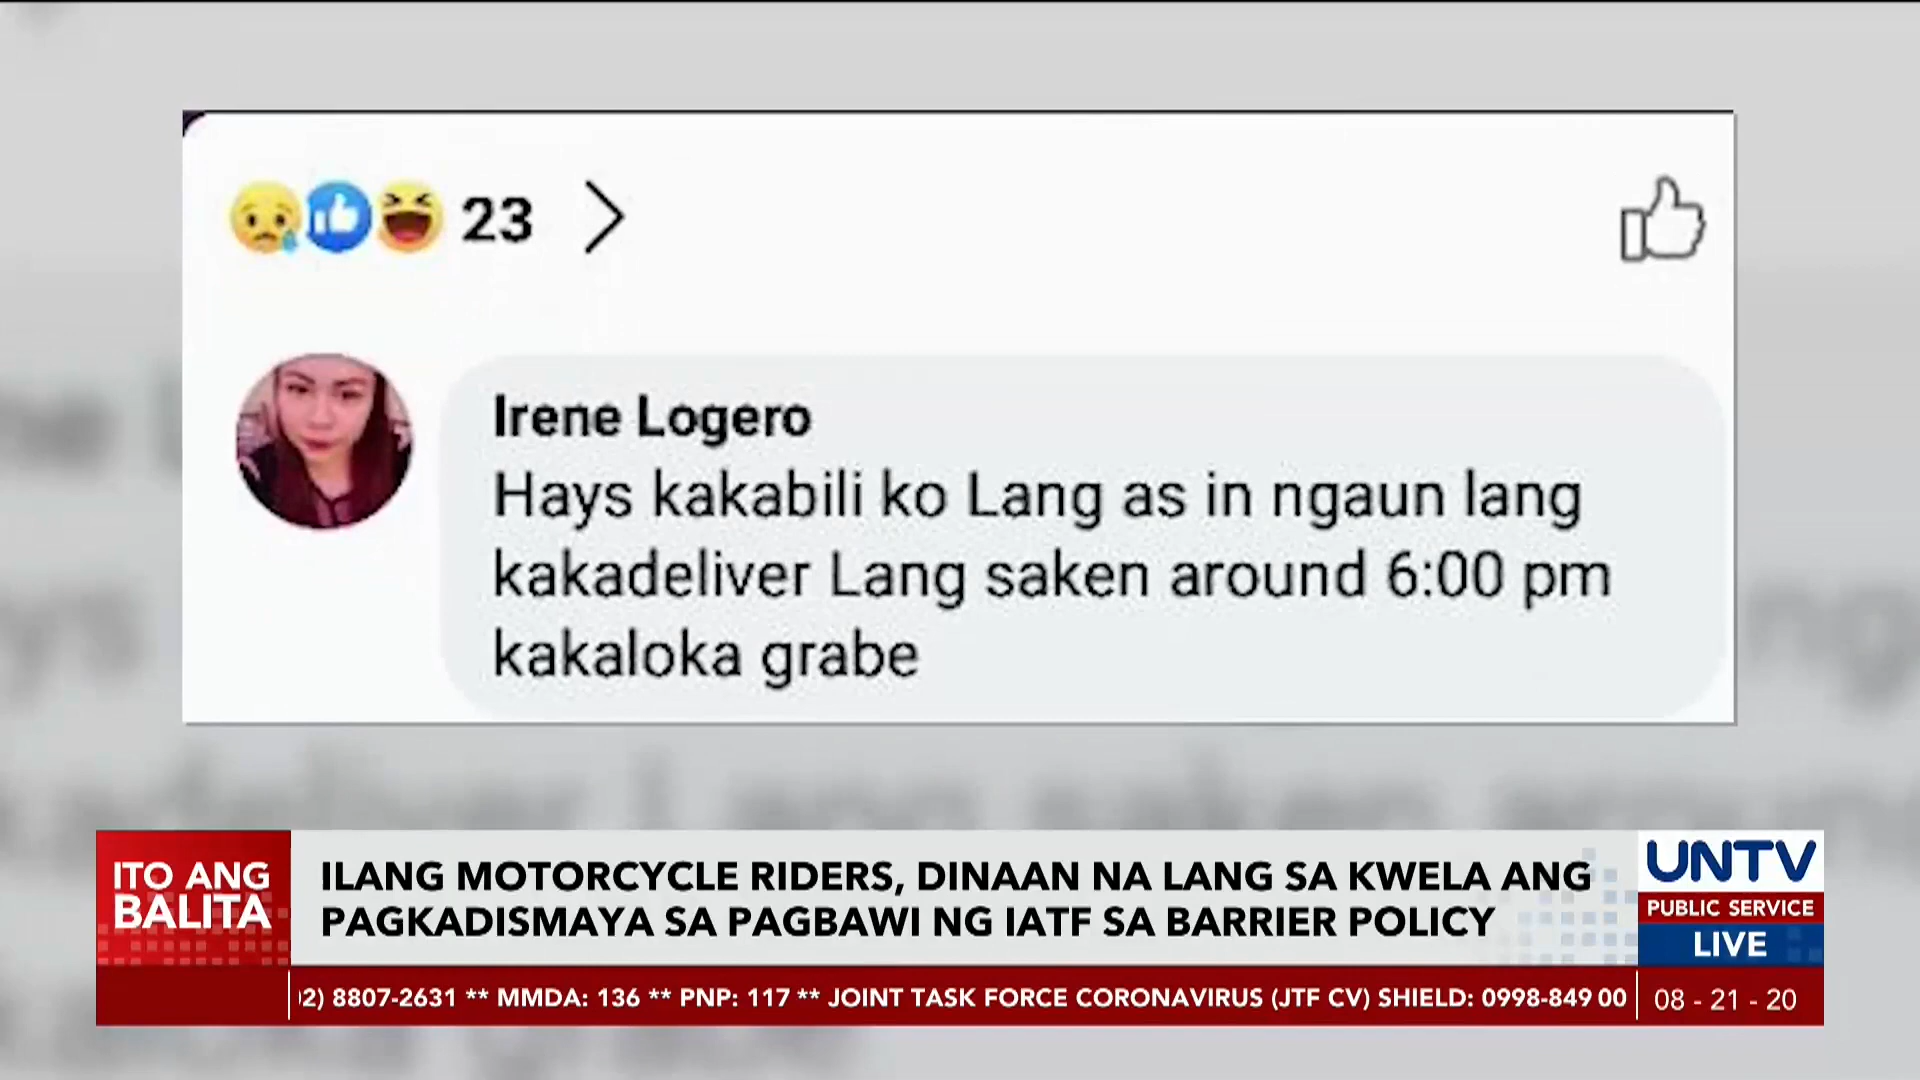 23
Irene Logero
Hays kakabili ko Lang as in ngaun lang
kakadeliver Lang saken around 6:00 pm
kakaloka grabe
ITO ANG
BALITA
ILANG MOTORCYCLE RIDERS, DINAAN NA LANG SA KWELA ANG
PAGKADISMAYA SA PAGBAWI NG IATF SA BARRIER POLICY
UNTV
PUBLIC SERVICE
LIVE
2) 8807-2631 ** MMDA: 136 ** PNP: 117 ** JOINT TASK FORCE CORONAVIRUS (JTF CV) SHIELD: 0998-849 00
08 - 21 - 20